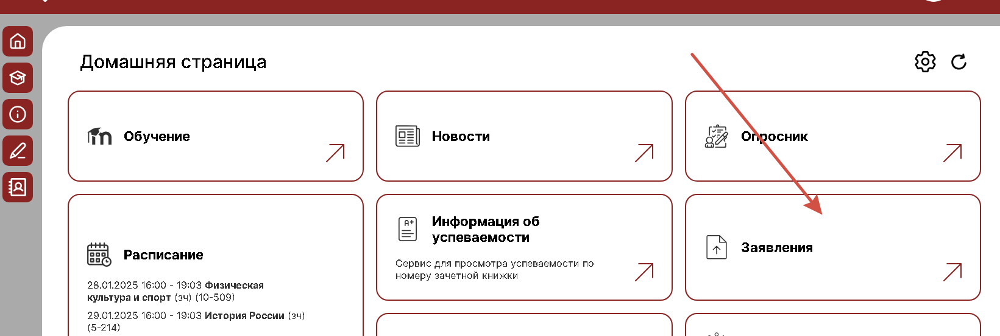 Домашняя страница
Обучение
Новости
Опросник
Расписание
28.01.2025 16:00 - 19:03 Физическая
культура и спорт (зч) (10-509)
29.01.2025 16:00 - 19:03 История России (зч)
(5-214)
A+
Информация об
успеваемости
Сервис для просмотра успеваемости по
номеру зачетной книжки
Заявления